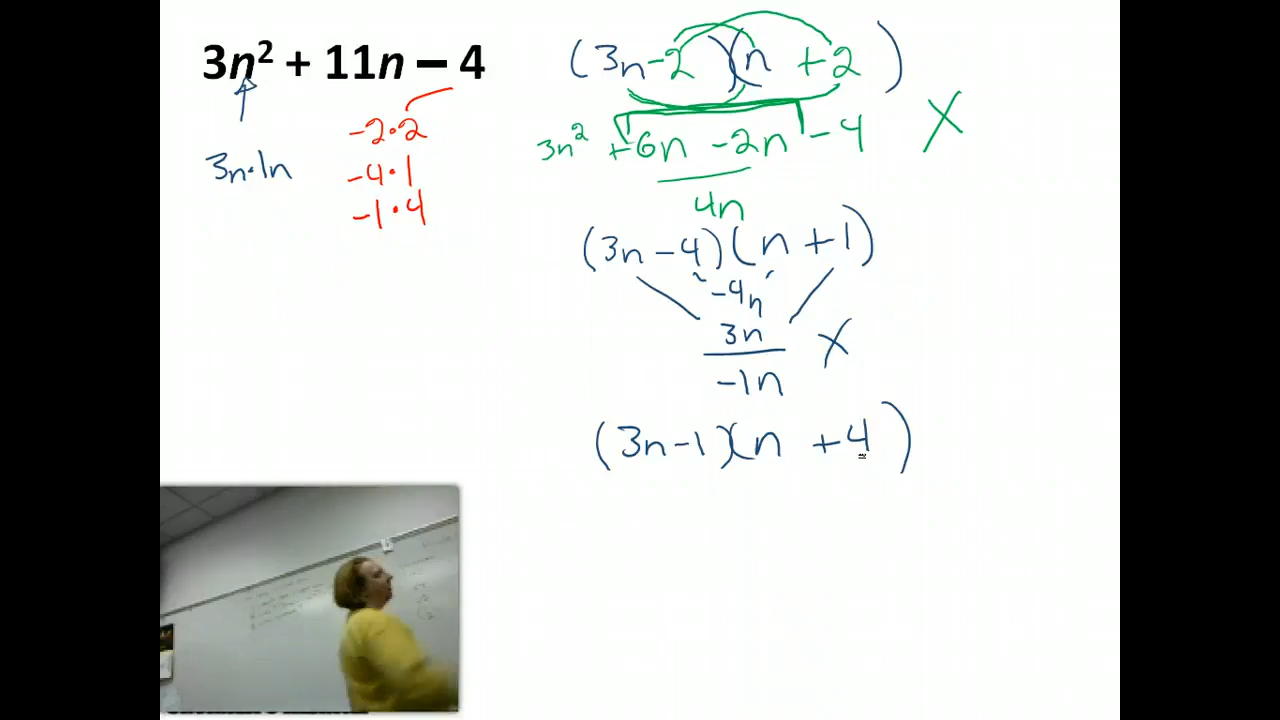 3n² + 11n – 4
3n·1n
-2·2
-4·1
-1·4
(3n-2)(n +2)
3n² +6n -2n -4 X
4n
(3n-4)(n+1)
-4n
3n X
-1n
(3n-1)(n +4)